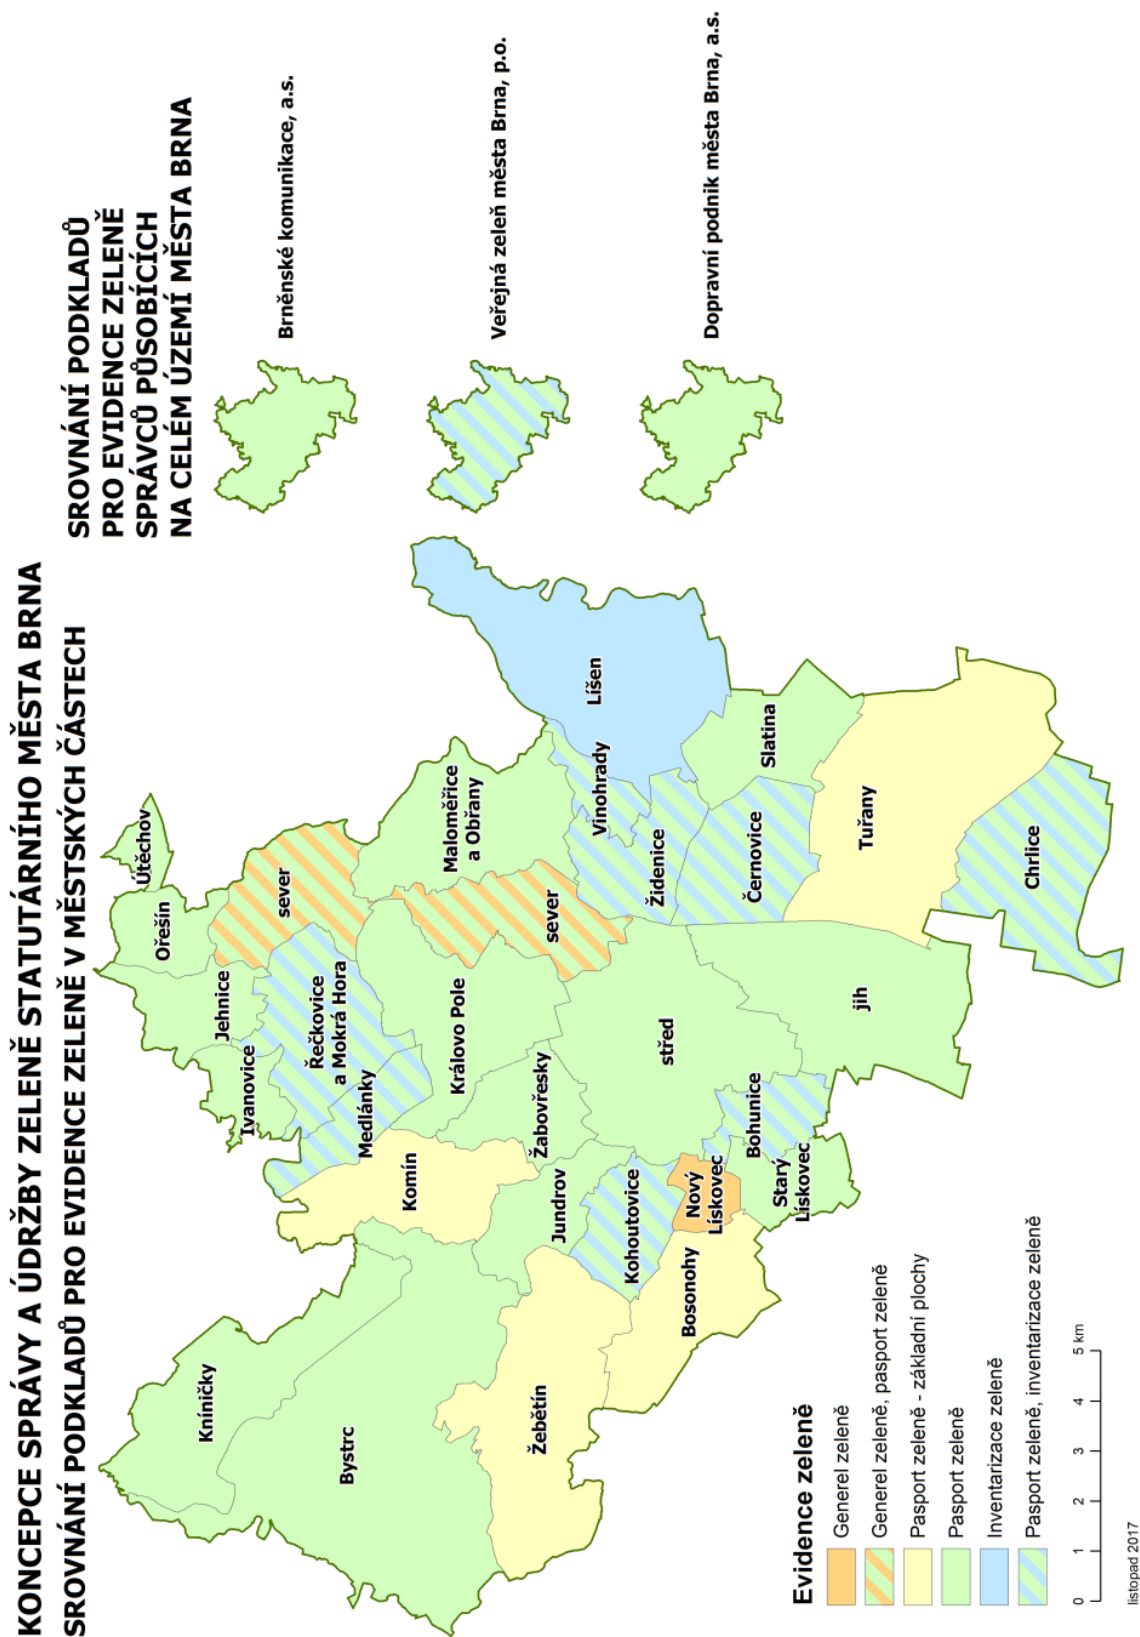 KONCEPCE SPRÁVY A ÚDRŽBY ZELENĚ STATUTÁRNÍHO MĚSTA BRNA
SROVNÁNÍ PODKLADŮ PRO EVIDENCE ZELENĚ V MĚSTSKÝCH ČÁSTECH
SROVNÁNÍ PODKLADŮ
PRO EVIDENCE ZELENĚ
SPRÁVCŮ PŮSOBÍCÍCH
NA CELÉM ÚZEMÍ MĚSTA BRNA
Brněnské komunikace, a.s.
Veřejná zeleň města Brna, p.o.
Dopravní podnik města Brna, a.s.
Útěchov
Ořešín
sever
Jehnice
Ivanovice
Řečkovice
a Mokrá Hora
Medlánky
Kníničky
Bystrc
Komín
Královo Pole
Maloměřice
a Obřany
sever
Žabovřesky
Jundrov
Žebětín
Kohoutovice
střed
Vinohrady
Židenice
Líšeň
Bosonohy
Nový
Lískovec
Starý
Lískovec
Bohunice
Černovice
Slatina
jih
Tuřany
Chrlice
Evidence zeleně
Generel zeleně
Generel zeleně, pasport zeleně
Pasport zeleně - základní plochy
Pasport zeleně
Inventarizace zeleně
Pasport zeleně, inventarizace zeleně
0 1 2 3 4 5 km
listopad 2017